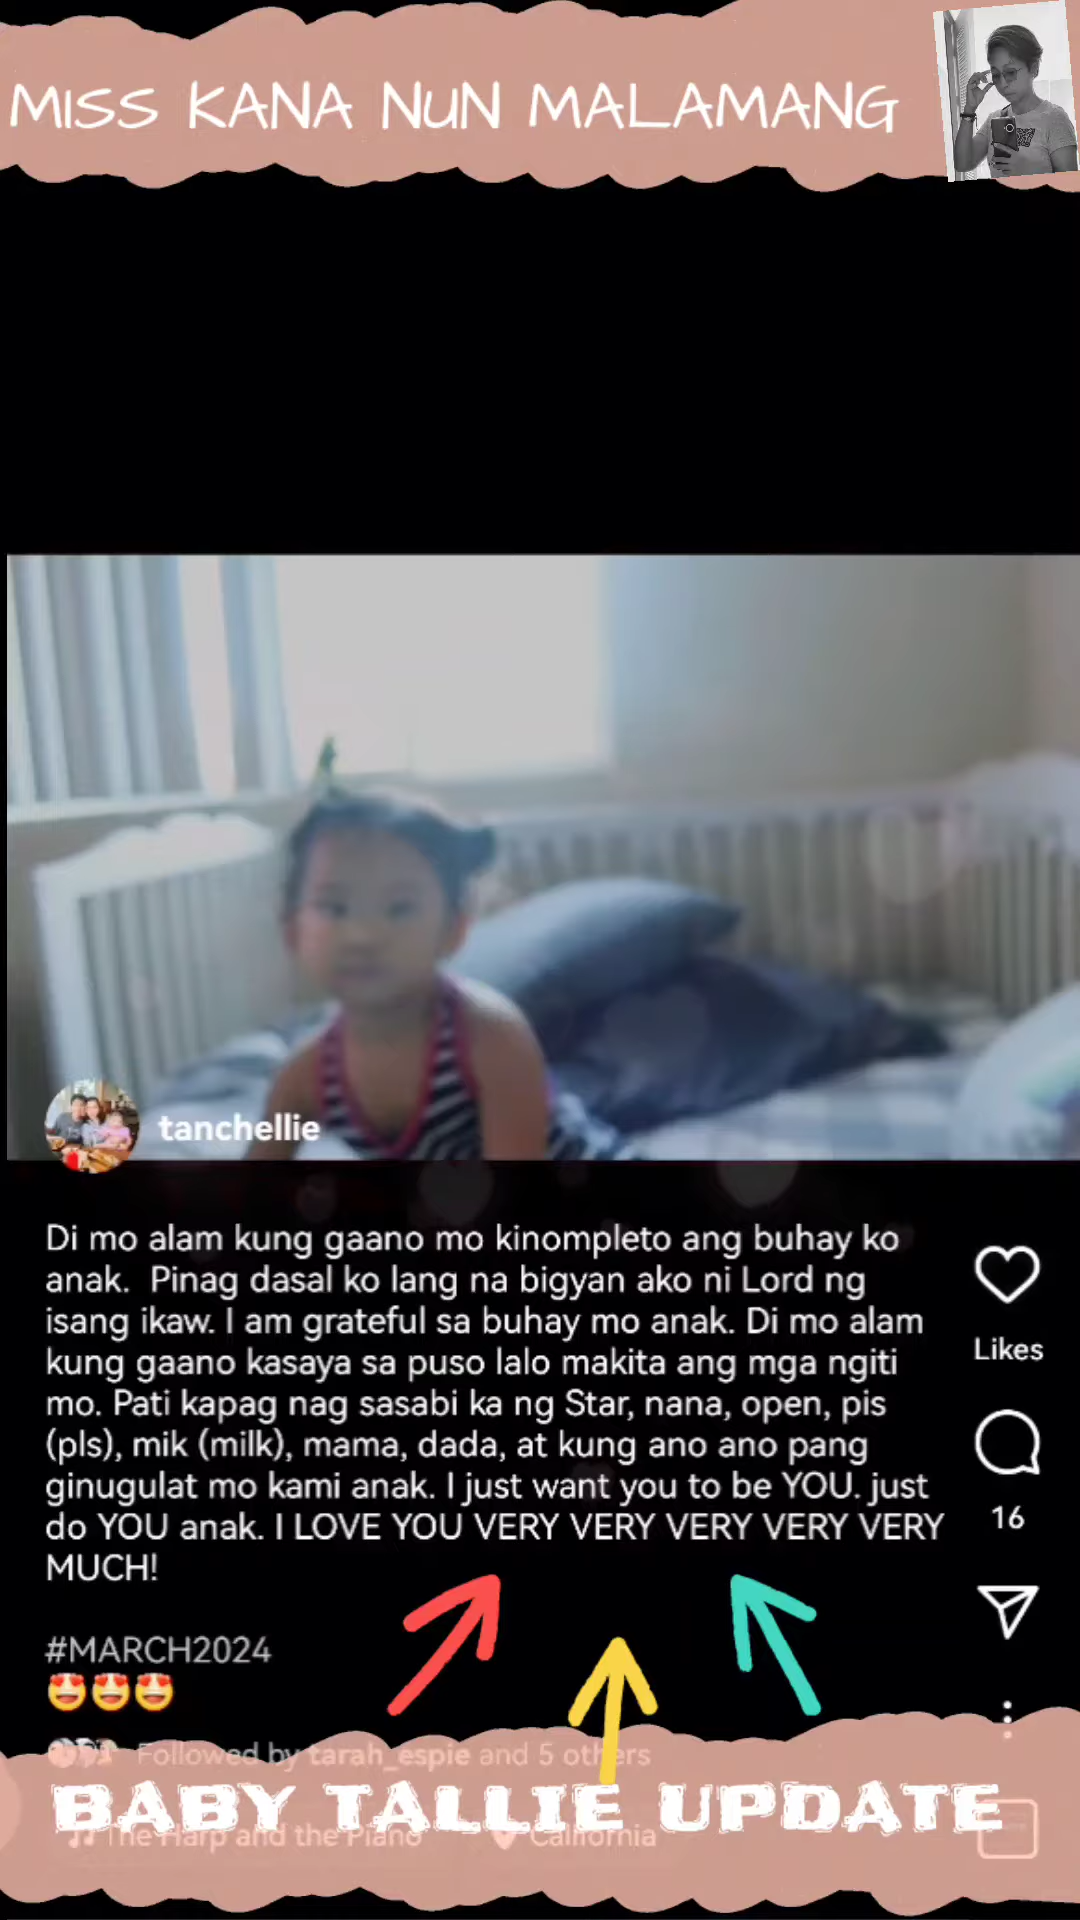 MISS KANA NUN MALAMANG
tanchellie
Di mo alam kung gaano mo kinompleto ang buhay ko
anak. Pinag dasal ko lang na bigyan ako ni Lord ng
isang ikaw. I am grateful sa buhay mo anak. Di mo alam
kung gaano kasaya sa puso lalo makita ang mga ngiti
mo. Pati kapag nag sasabi ka ng Star, nana, open, pis
(pls), mik (milk), mama, dada, at kung ano ano pang
ginugulat mo kami anak. I just want you to be YOU. just
do YOU anak. I LOVE YOU VERY VERY VERY VERY VERY
MUCH!
Likes
16
#MARCH2024
😍😍😍
Followed by tarah_espie and 5 others
BABY TALLIE UPDATE
The Harp and the Piano
California